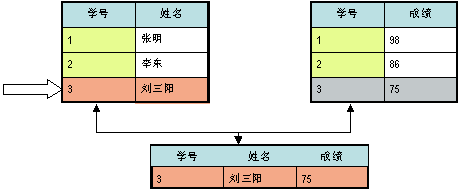 学号 姓名
1 张明
2 李东
3 刘三阳
学号 成绩
1 98
2 86
3 75
学号 姓名 成绩
3 刘三阳 75